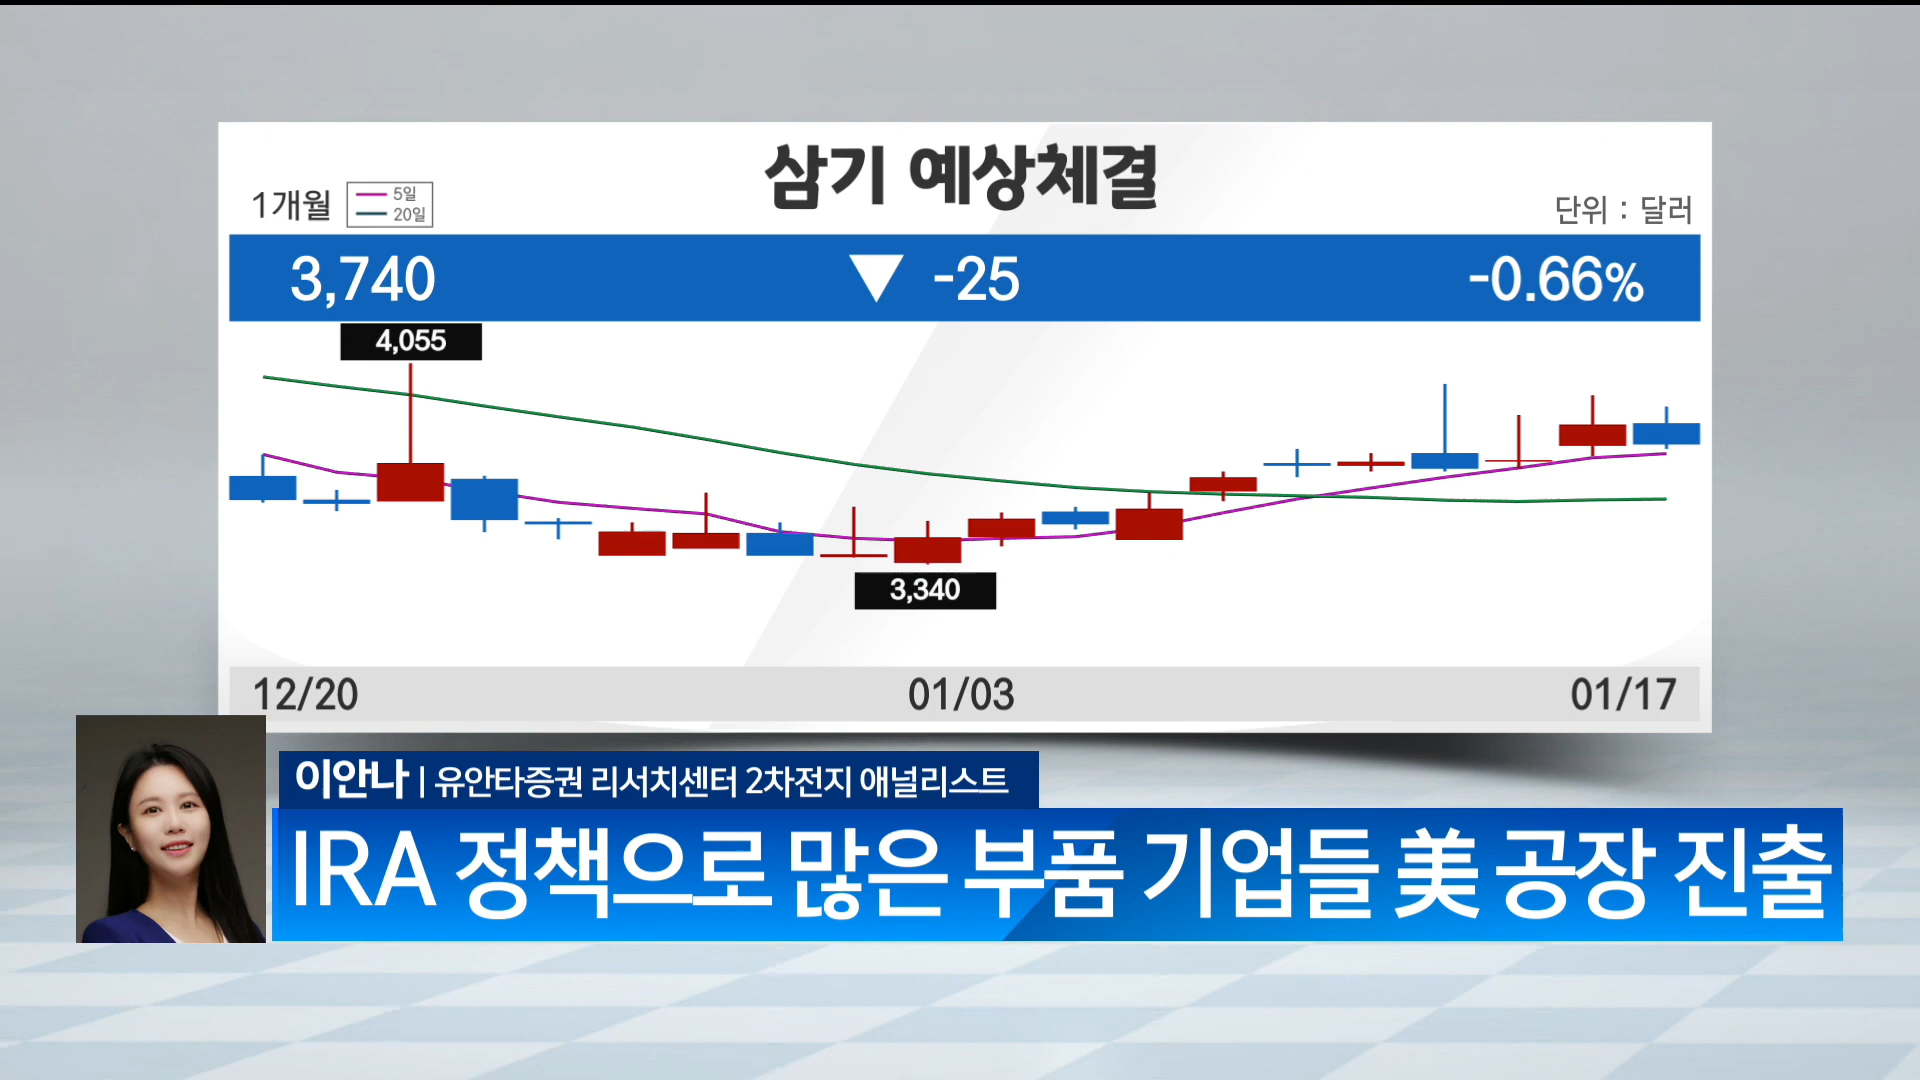 삼기 예상체결
1개월
5일
20일
단위 : 달러
3,740 ▼ -25 -0.66%
4,055
3,340
12/20 01/03 01/17
이안나 | 유안타증권 리서치센터 2차전지 애널리스트
IRA 정책으로 많은 부품 기업들 美 공장 진출